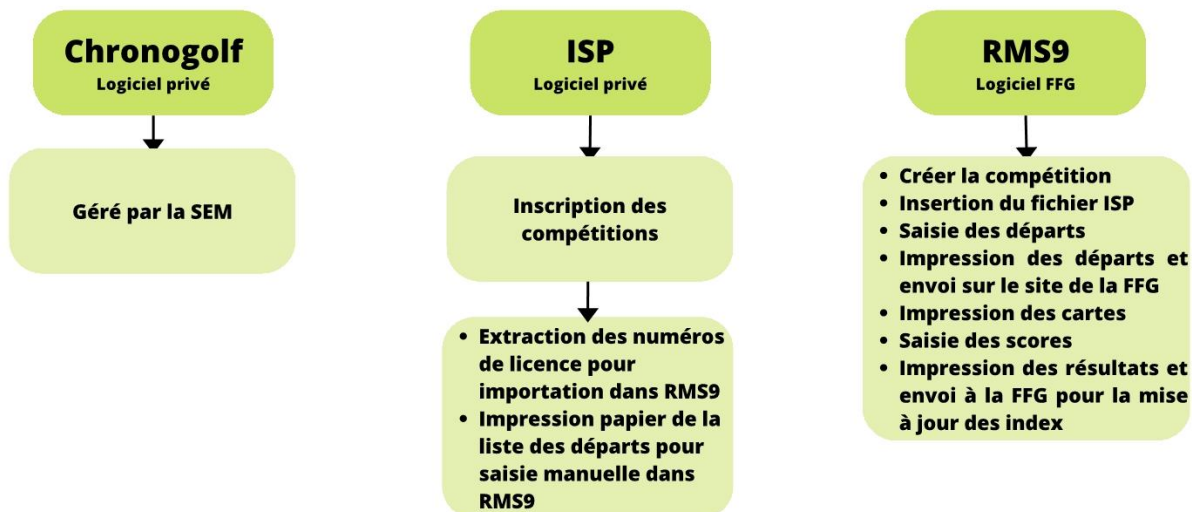 Chronogolf
Logiciel privé
Géré par la SEM
ISP
Logiciel privé
Inscription des
compétitions
• Extraction des numéros
de licence pour
importation dans RMS9
• Impression papier de la
liste des départs pour
saisie manuelle dans
RMS9
RMS9
Logiciel FFG
• Créer la compétition
• Insertion du fichier ISP
• Saisie des départs
• Impression des départs et
envoi sur le site de la FFG
• Impression des cartes
• Saisie des scores
• Impression des résultats et
envoi à la FFG pour la mise
à jour des index